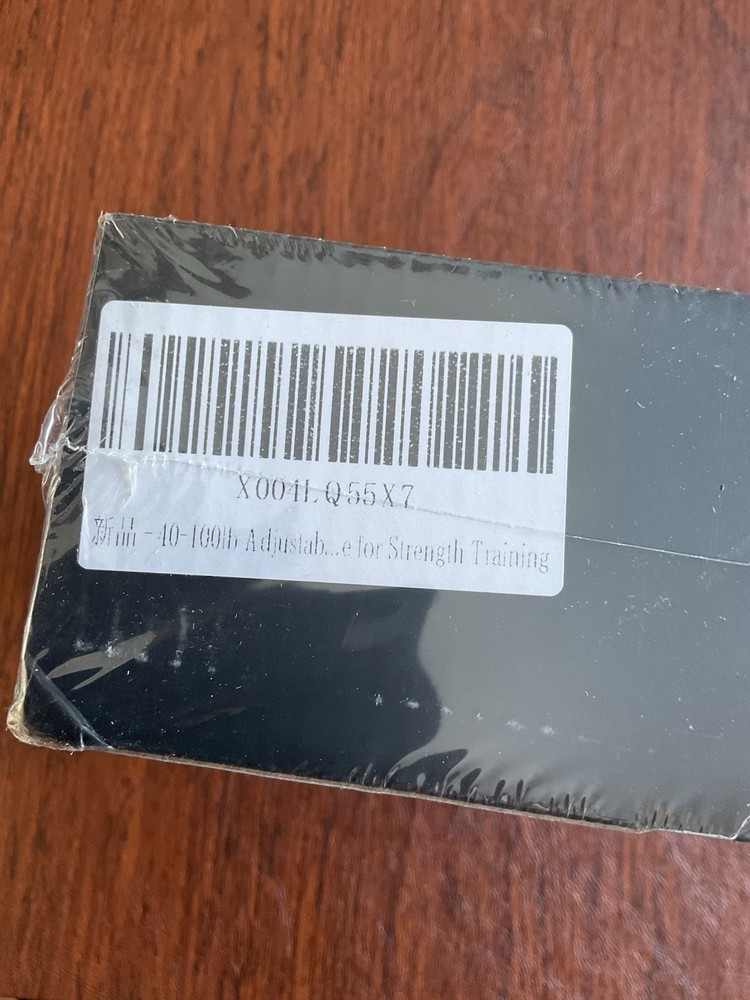 X004LQ55X7
新品 - 40-100lb Adjustab...e for Strength Training